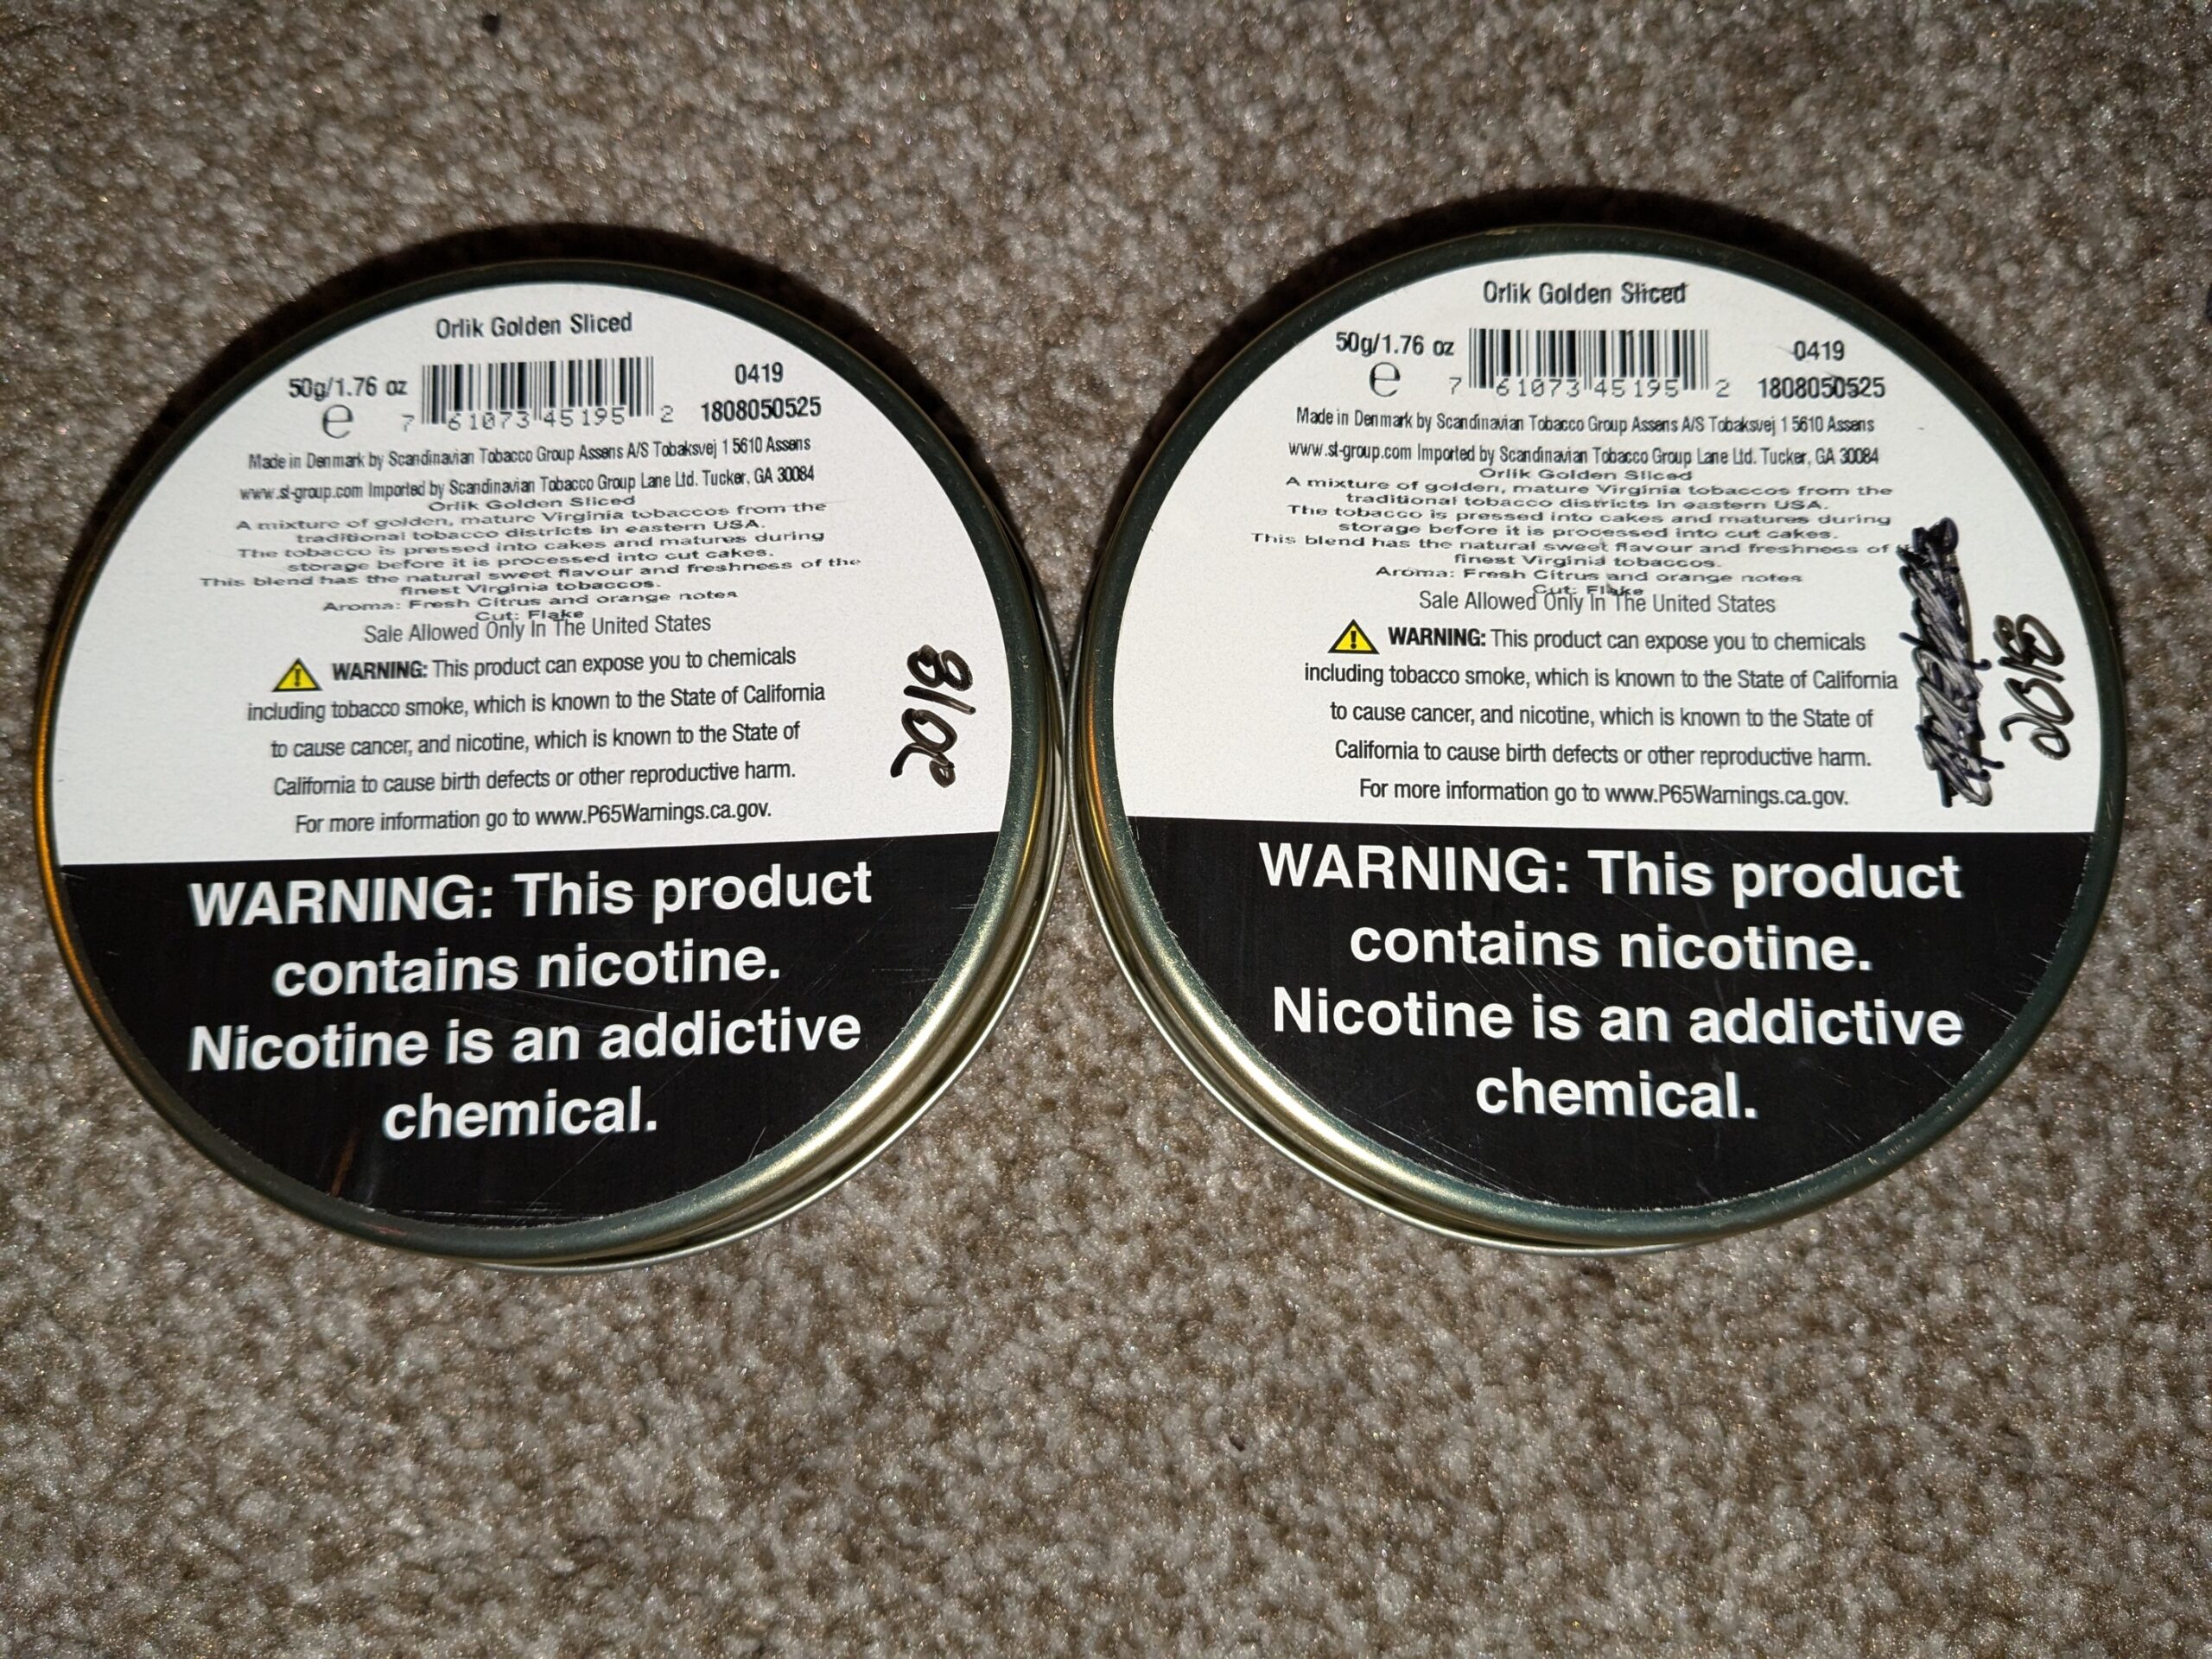 Orlik Golden Sliced
50g/1.76 oz
e
7 61073 45195 2
0419
1808050525
Made in Denmark by Scandinavian Tobacco Group Assens A/S Tobaksvej 1 5610 Assens
www.st-group.com Imported by Scandinavian Tobacco Group Lane Ltd. Tucker, GA 30084
Orlik Golden Sliced
A mixture of golden, mature Virginia tobaccos from the
traditional tobacco districts in eastern USA.
The tobacco is pressed into cakes and matures during
storage before it is processed into cut cakes.
This blend has the natural sweet flavour and freshness of the
finest Virginia tobaccos.
Aroma: Fresh Citrus and orange notes
Cut: Flake
Sale Allowed Only In The United States
WARNING: This product can expose you to chemicals
including tobacco smoke, which is known to the State of California
to cause cancer, and nicotine, which is known to the State of
California to cause birth defects or other reproductive harm.
For more information go to www.P65Warnings.ca.gov.
2018
WARNING: This product
contains nicotine.
Nicotine is an addictive
chemical.
Orlik Golden Sliced
50g/1.76 oz
e
7 61073 45195 2
0419
1808050525
Made in Denmark by Scandinavian Tobacco Group Assens A/S Tobaksvej 1 5610 Assens
www.st-group.com Imported by Scandinavian Tobacco Group Lane Ltd. Tucker, GA 30084
Orlik Golden Sliced
A mixture of golden, mature Virginia tobaccos from the
traditional tobacco districts in eastern USA.
The tobacco is pressed into cakes and matures during
storage before it is processed into cut cakes.
This blend has the natural sweet flavour and freshness of
finest Virginia tobaccos.
Aroma: Fresh Citrus and orange notes
Cut: Flake
Sale Allowed Only In The United States
WARNING: This product can expose you to chemicals
including tobacco smoke, which is known to the State of California
to cause cancer, and nicotine, which is known to the State of
California to cause birth defects or other reproductive harm.
For more information go to www.P65Warnings.ca.gov.
2018
WARNING: This product
contains nicotine.
Nicotine is an addictive
chemical.